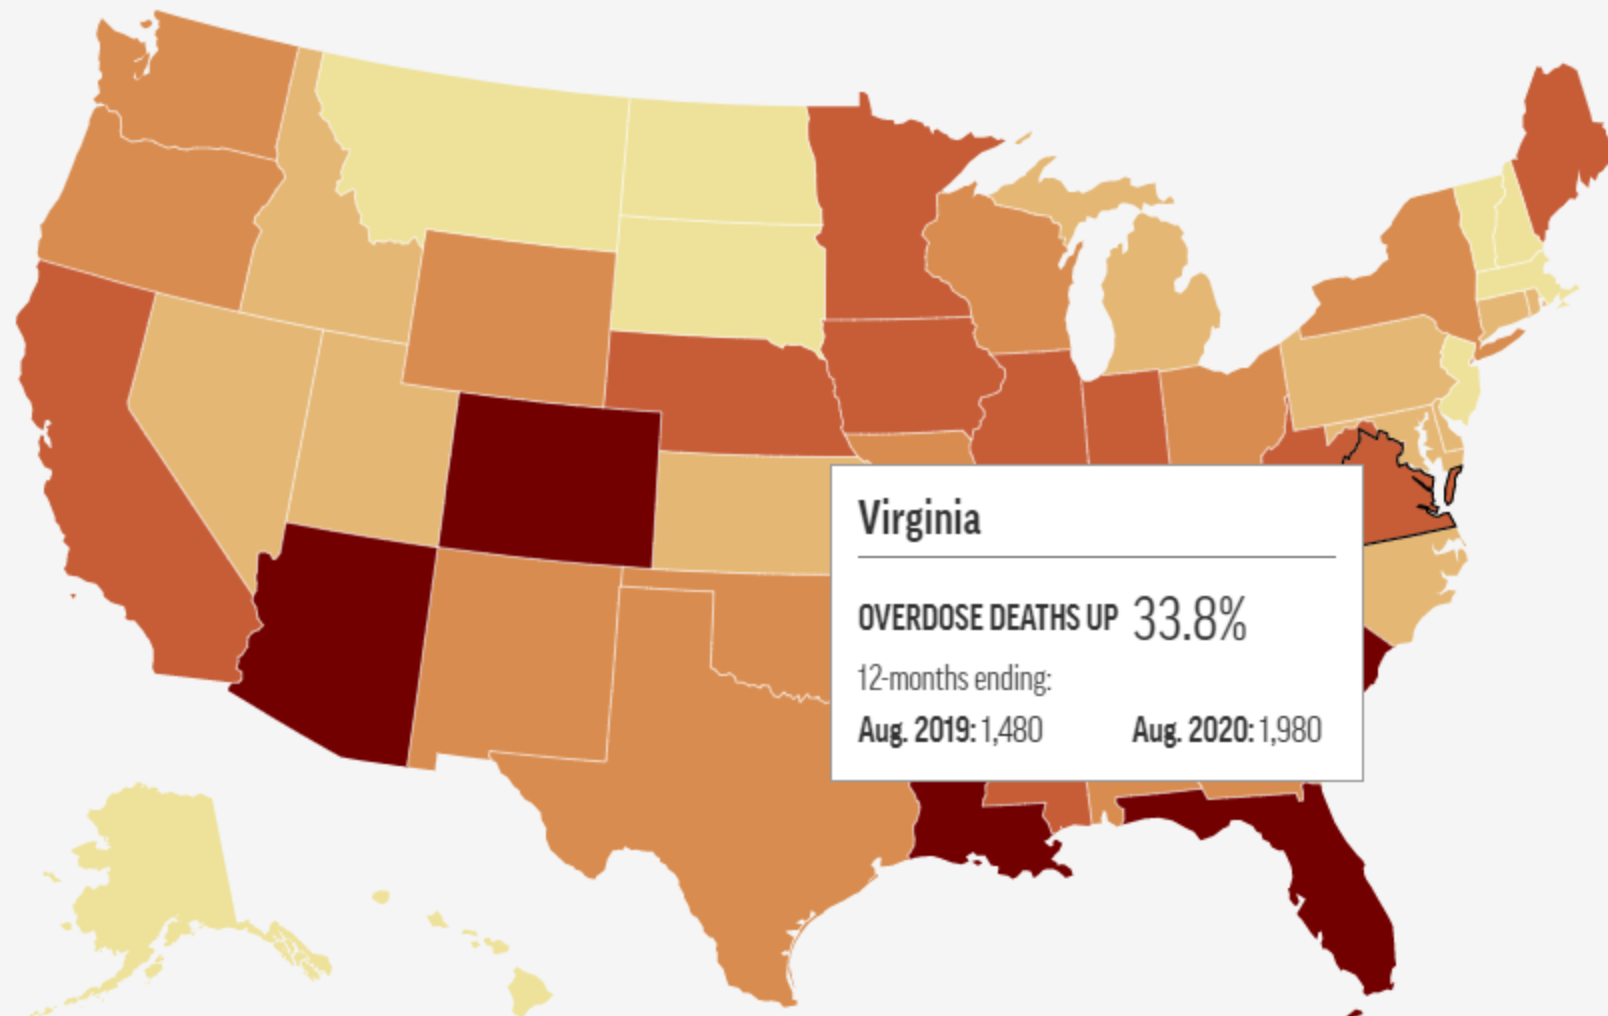 Virginia
OVERDOSE DEATHS UP 33.8%
12-months ending:
Aug. 2019: 1,480 Aug. 2020: 1,980